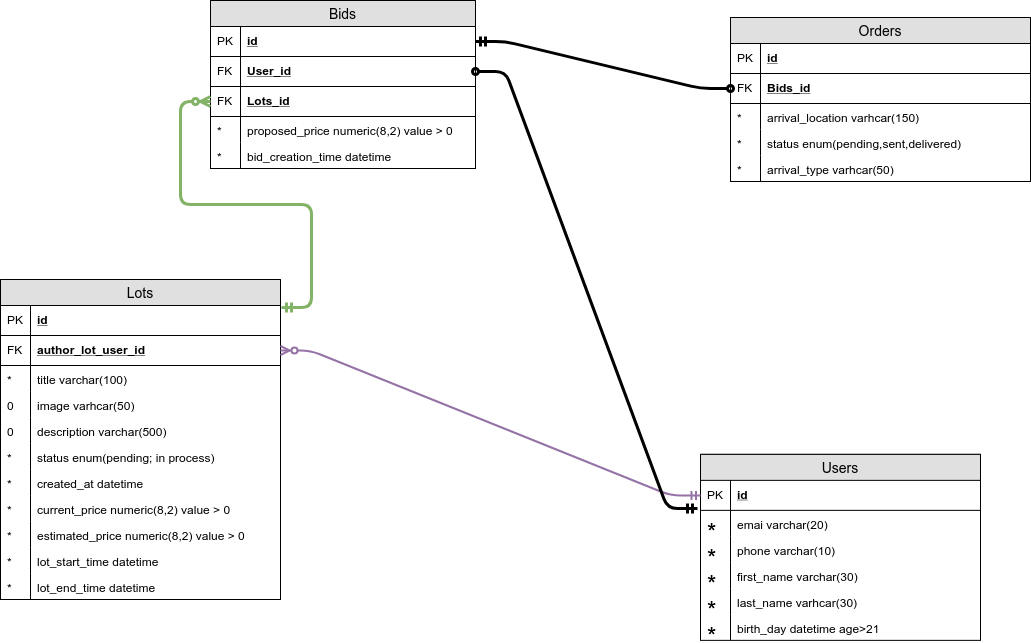 Bids
PK id
FK User_id
FK Lots_id
* proposed_price numeric(8,2) value > 0
* bid_creation_time datetime
Orders
PK id
FK Bids_id
* arrival_location varhcar(150)
* status enum(pending,sent,delivered)
* arrival_type varhcar(50)
Lots
PK id
FK author_lot_user_id
* title varchar(100)
0 image varhcar(50)
0 description varchar(500)
* status enum(pending; in process)
* created_at datetime
* current_price numeric(8,2) value > 0
* estimated_price numeric(8,2) value > 0
* lot_start_time datetime
* lot_end_time datetime
Users
PK id
* emai varchar(20)
* phone varchar(10)
* first_name varchar(30)
* last_name varhcar(30)
* birth_day datetime age>21